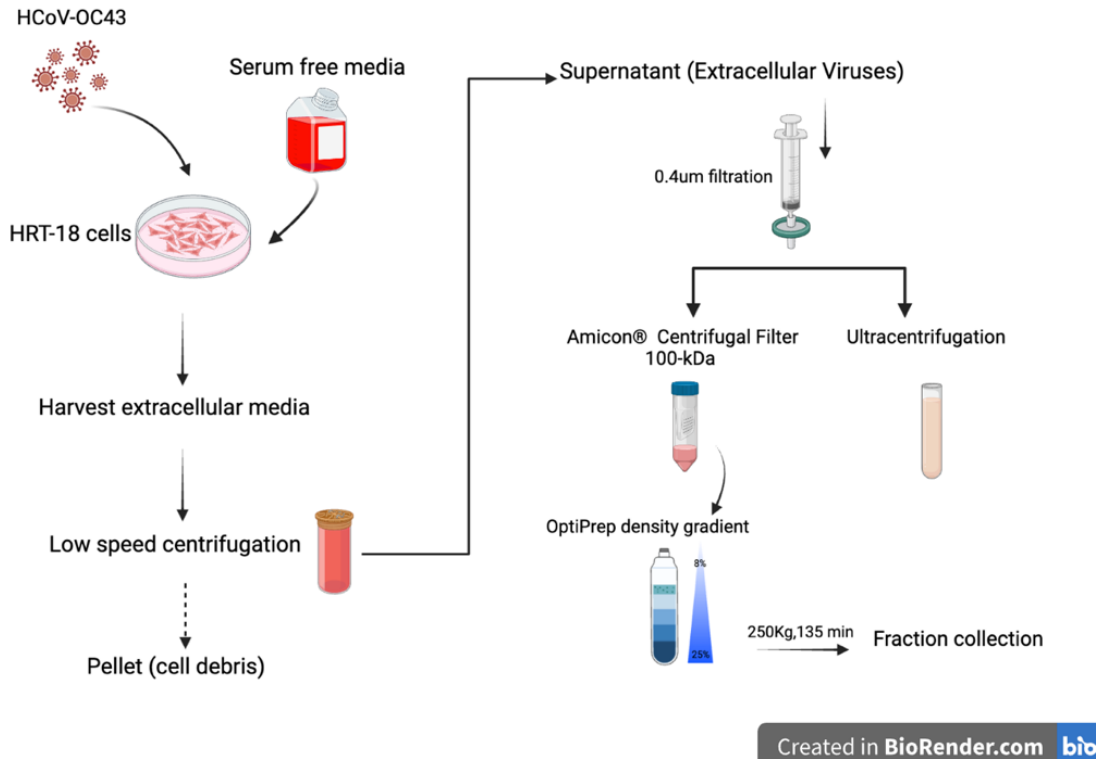 HCoV-OC43
Serum free media
HRT-18 cells
Harvest extracellular media
Low speed centrifugation
Pellet (cell debris)
Supernatant (Extracellular Viruses)
0.4um filtration
Amicon® Centrifugal Filter
100-kDa
Ultracentrifugation
OptiPrep density gradient
8%
25%
250Kg,135 min
Fraction collection
Created in BioRender.com bio